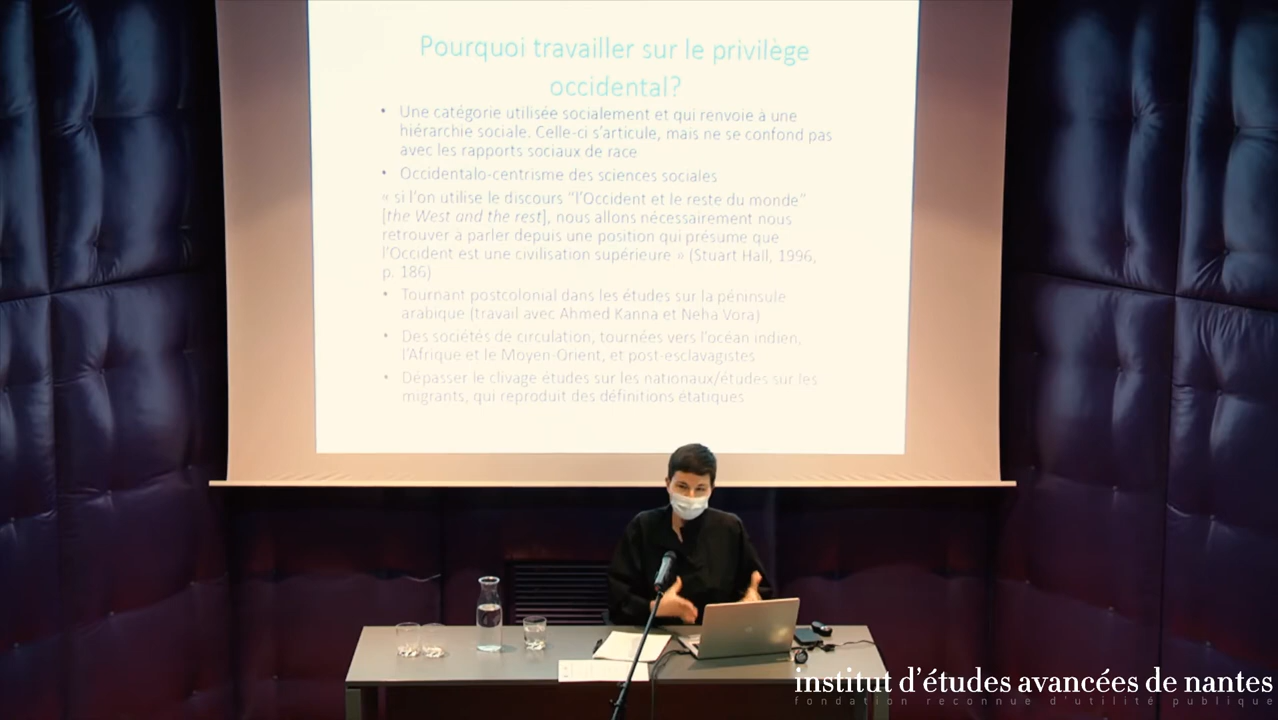 Pourquoi travailler sur le privilège
occidental?
• Une catégorie utilisée socialement et qui renvoie à une
hiérarchie sociale. Celle-ci s'articule, mais ne se confond pas
avec les rapports sociaux de race
• Occidentalo-centrisme des sciences sociales
« si l'on utilise le discours "l'Occident et le reste du monde"
[the West and the rest], nous allons nécessairement nous
retrouver à parler depuis une position qui présume que
l'Occident est une civilisation supérieure » (Stuart Hall, 1996,
p. 186)
• Tournant postcolonial dans les études sur la péninsule
arabique (travail avec Ahmed Kanna et Neha Vora)
• Des sociétés de circulation, tournées vers l'océan indien,
l'Afrique et le Moyen-Orient, et post-esclavagistes
• Dépasser le clivage études sur les nationaux/études sur les
migrants, qui reproduit des définitions étatiques
institut d'études avancées de nantes
fondation reconnue d'utilité publique